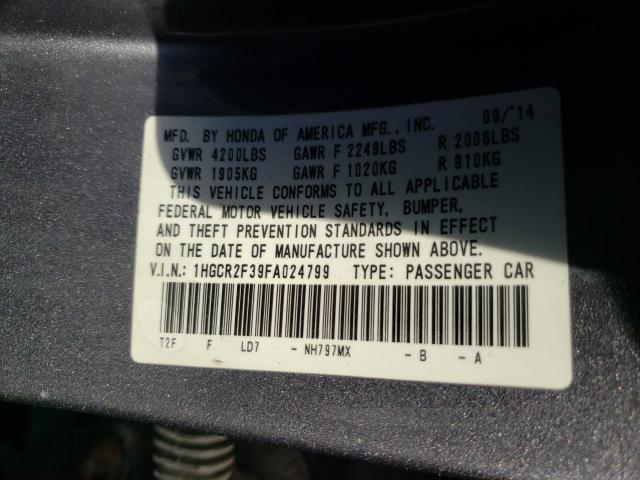 MFD. BY HONDA OF AMERICA MFG., INC. 09/'14
GVWR 4200LBS GAWR F 2249LBS R 2006LBS
GVWR 1905KG GAWR F 1020KG R 910KG
THIS VEHICLE CONFORMS TO ALL APPLICABLE
FEDERAL MOTOR VEHICLE SAFETY, BUMPER,
AND THEFT PREVENTION STANDARDS IN EFFECT
ON THE DATE OF MANUFACTURE SHOWN ABOVE.
V.I.N.: 1HGCR2F39FA024799 TYPE: PASSENGER CAR
T2F F LD7 - NH797MX - B - A